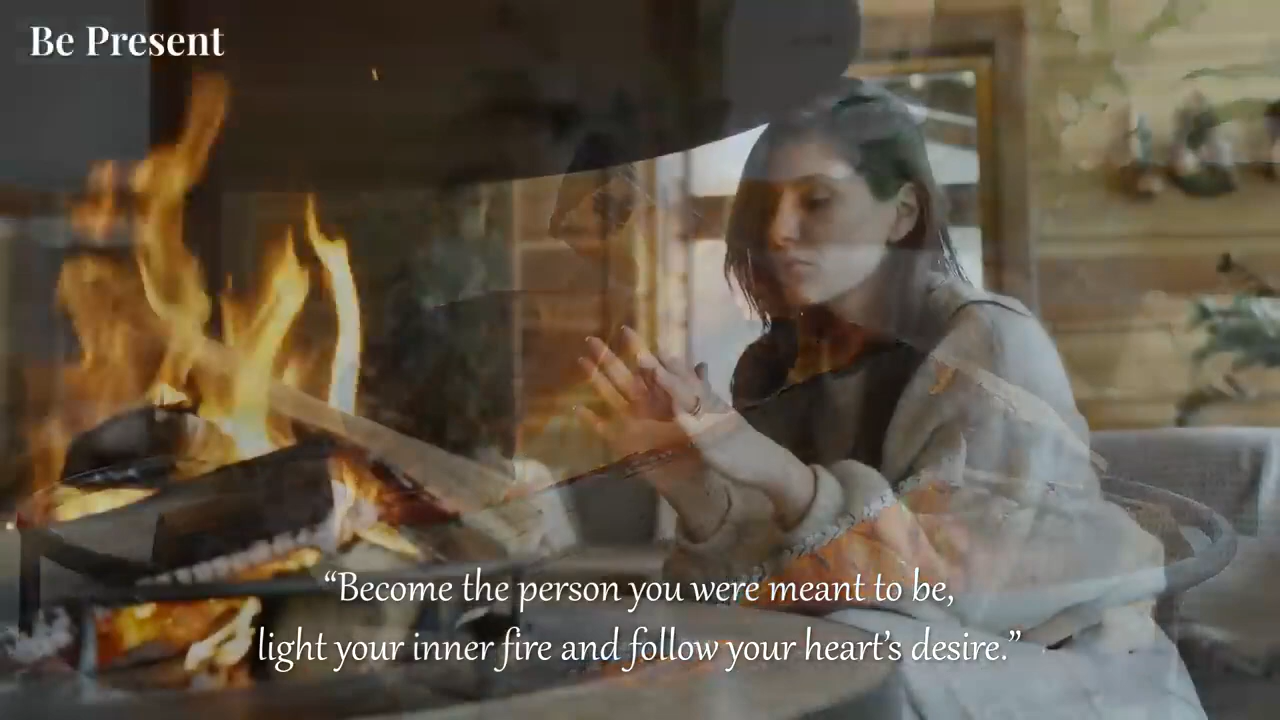 Be Present
“Become the person you were meant to be,
light your inner fire and follow your heart’s desire.”